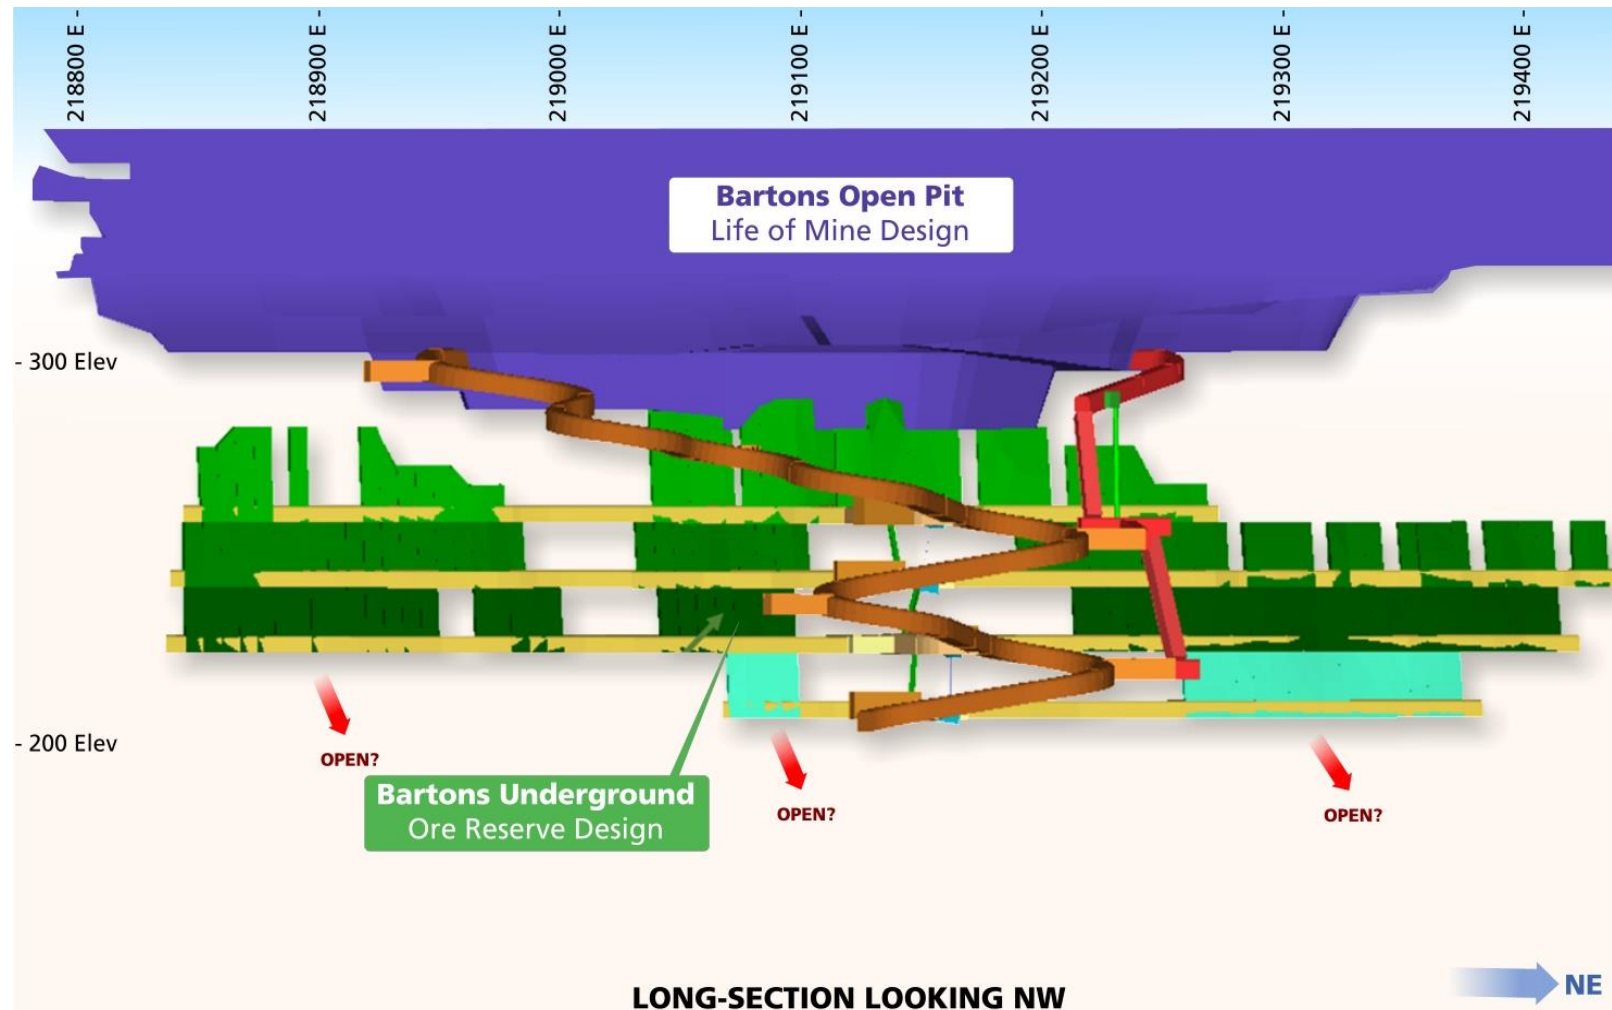 218800 E -
218900 E -
219000 E -
219100 E -
219200 E -
219300 E -
219400 E -
Bartons Open Pit
Life of Mine Design
- 300 Elev
- 200 Elev
OPEN?
Bartons Underground
Ore Reserve Design
OPEN?
OPEN?
NE
LONG-SECTION LOOKING NW